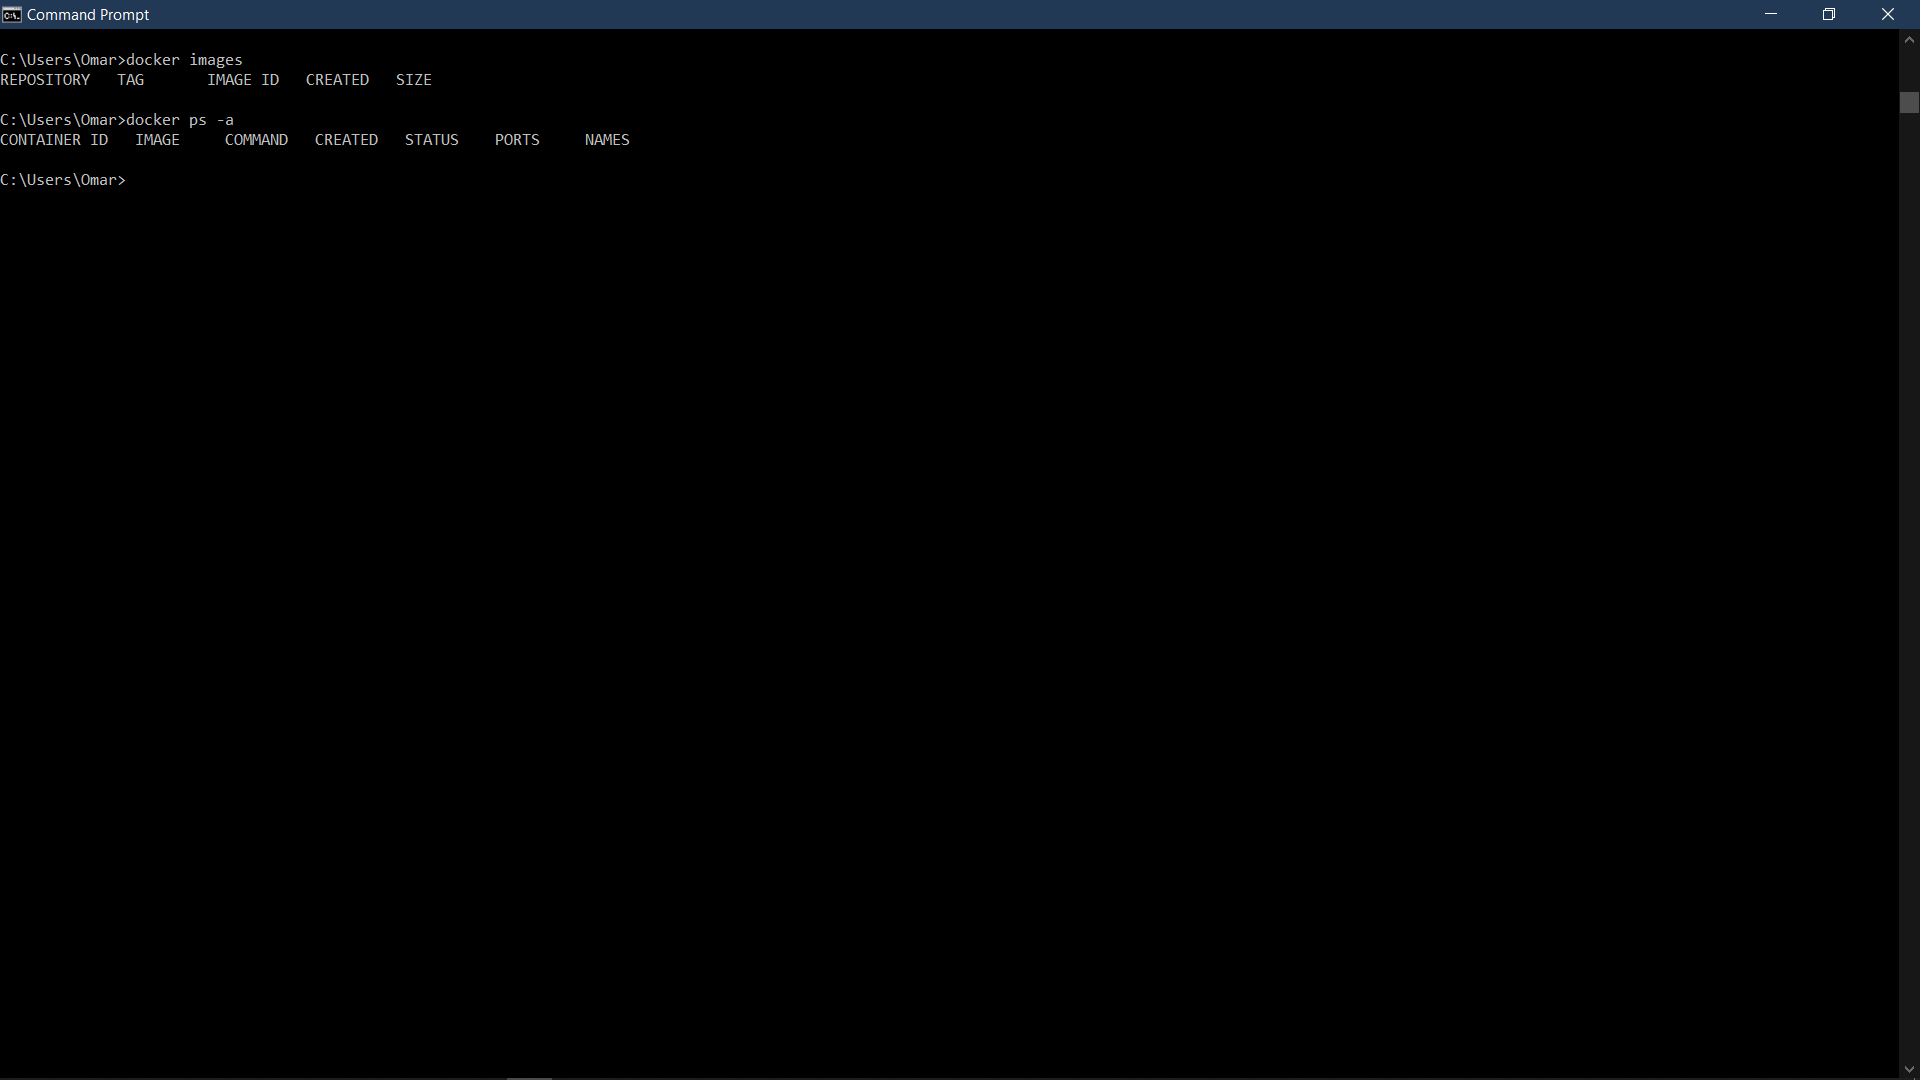 Command Prompt
C:\Users\Omar>docker images
REPOSITORY   TAG       IMAGE ID   CREATED   SIZE
C:\Users\Omar>docker ps -a
CONTAINER ID   IMAGE     COMMAND   CREATED   STATUS    PORTS     NAMES
C:\Users\Omar>